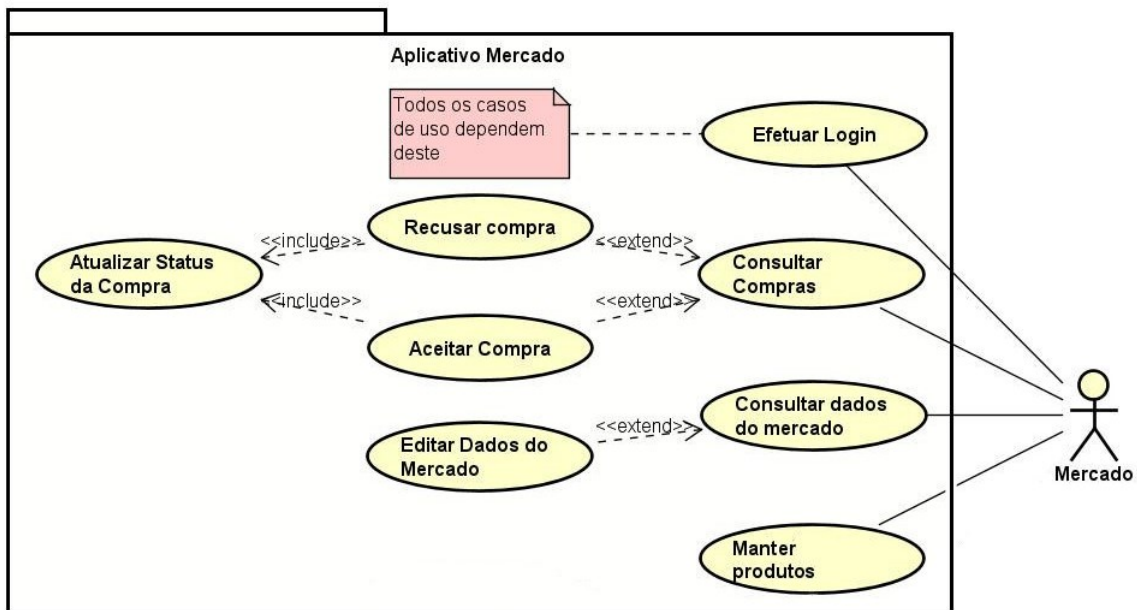 Aplicativo Mercado
Todos os casos
de uso dependem
deste
Efetuar Login
Recusar compra
<<include>>
<<extend>>
Atualizar Status
da Compra
Consultar
Compras
<<include>>
<<extend>>
Aceitar Compra
Consultar dados
do mercado
<<extend>>
Editar Dados do
Mercado
Mercado
Manter
produtos